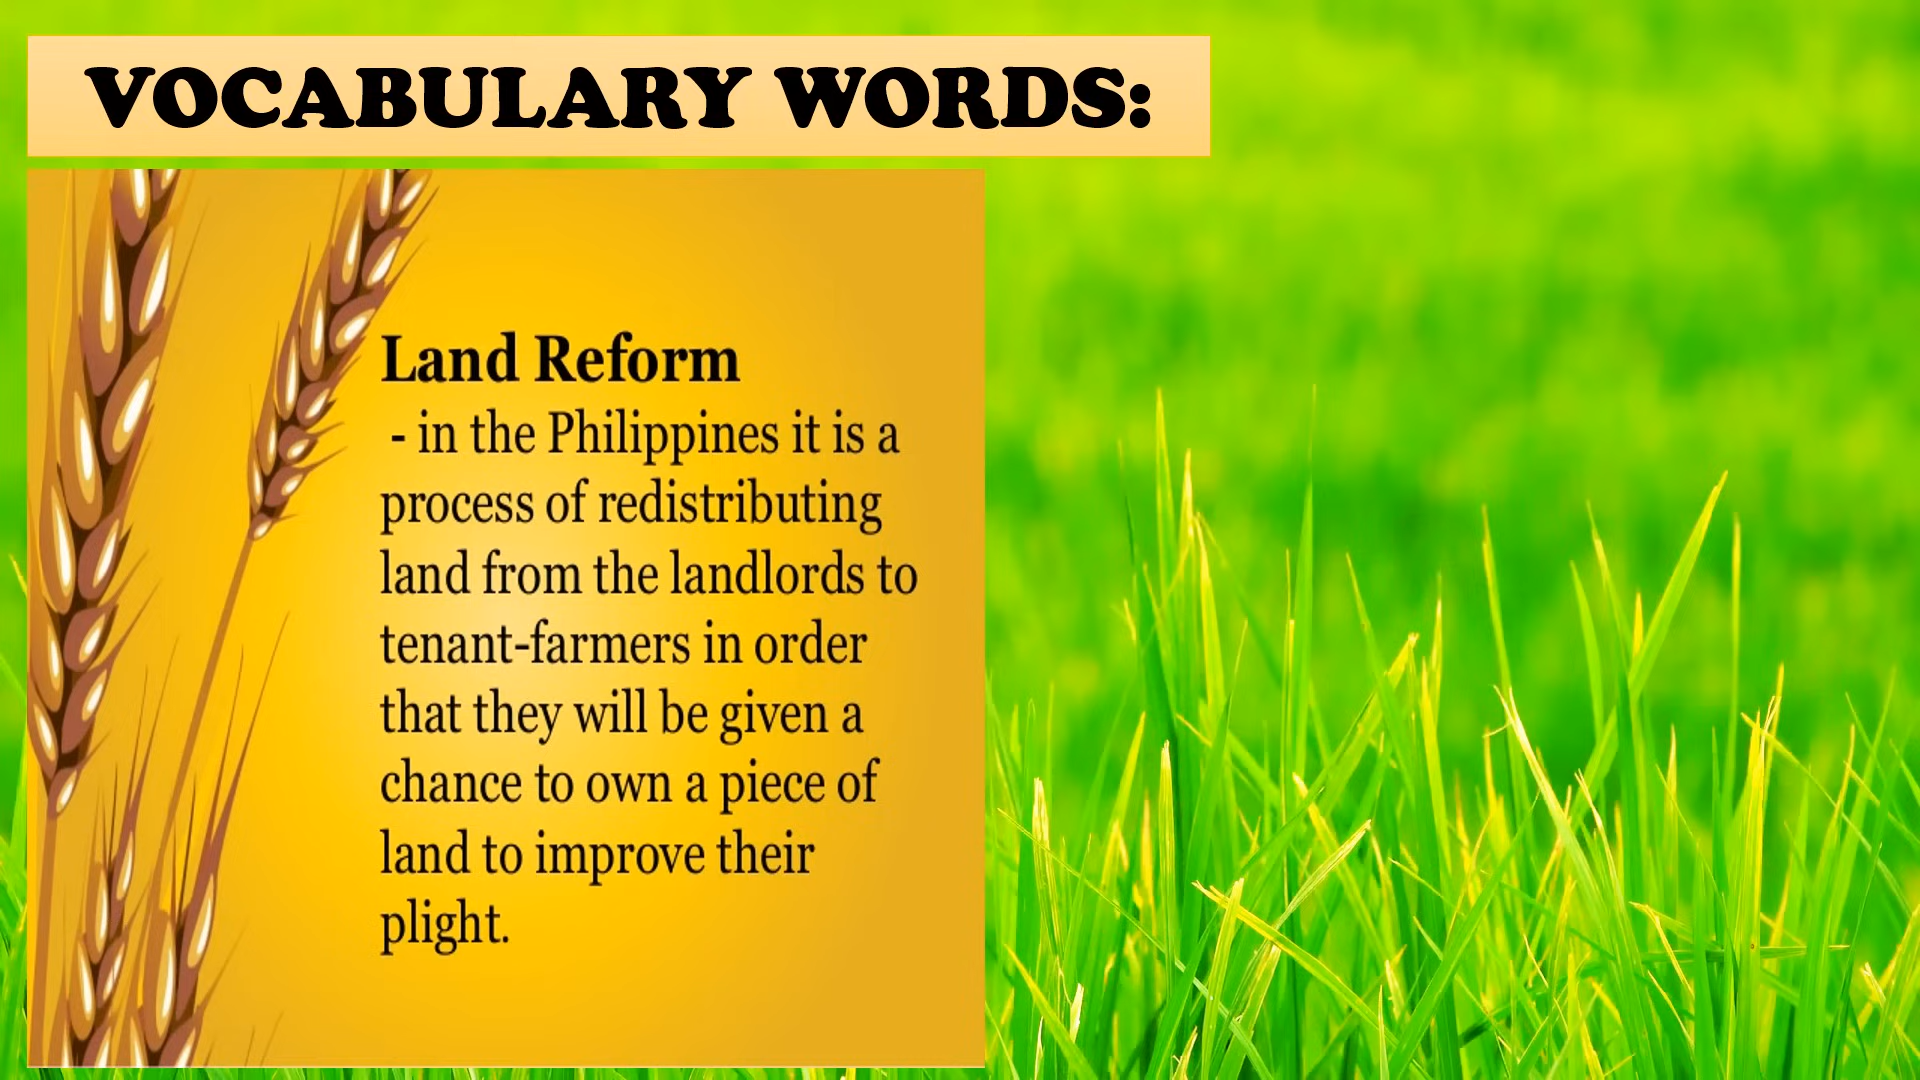 VOCABULARY WORDS:
Land Reform
- in the Philippines it is a
process of redistributing
land from the landlords to
tenant-farmers in order
that they will be given a
chance to own a piece of
land to improve their
plight.